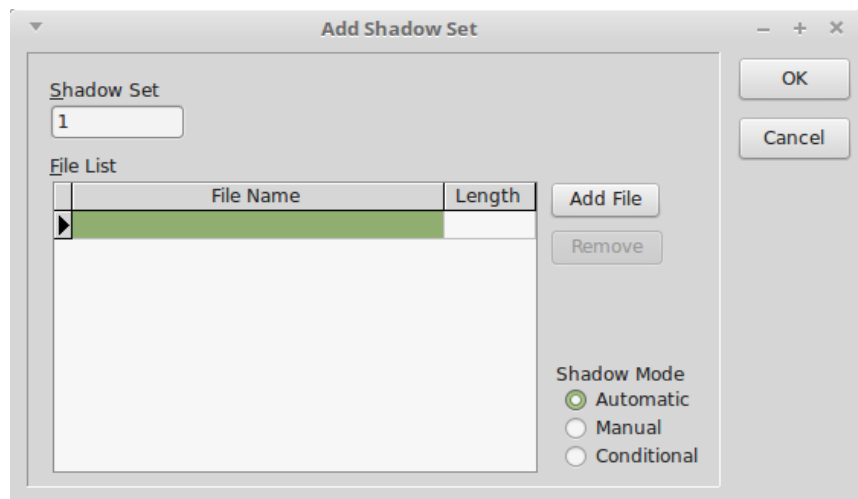 Add Shadow Set
OK
Cancel
Shadow Set
1
File List
File Name Length
Add File
Remove
Shadow Mode
Automatic
Manual
Conditional